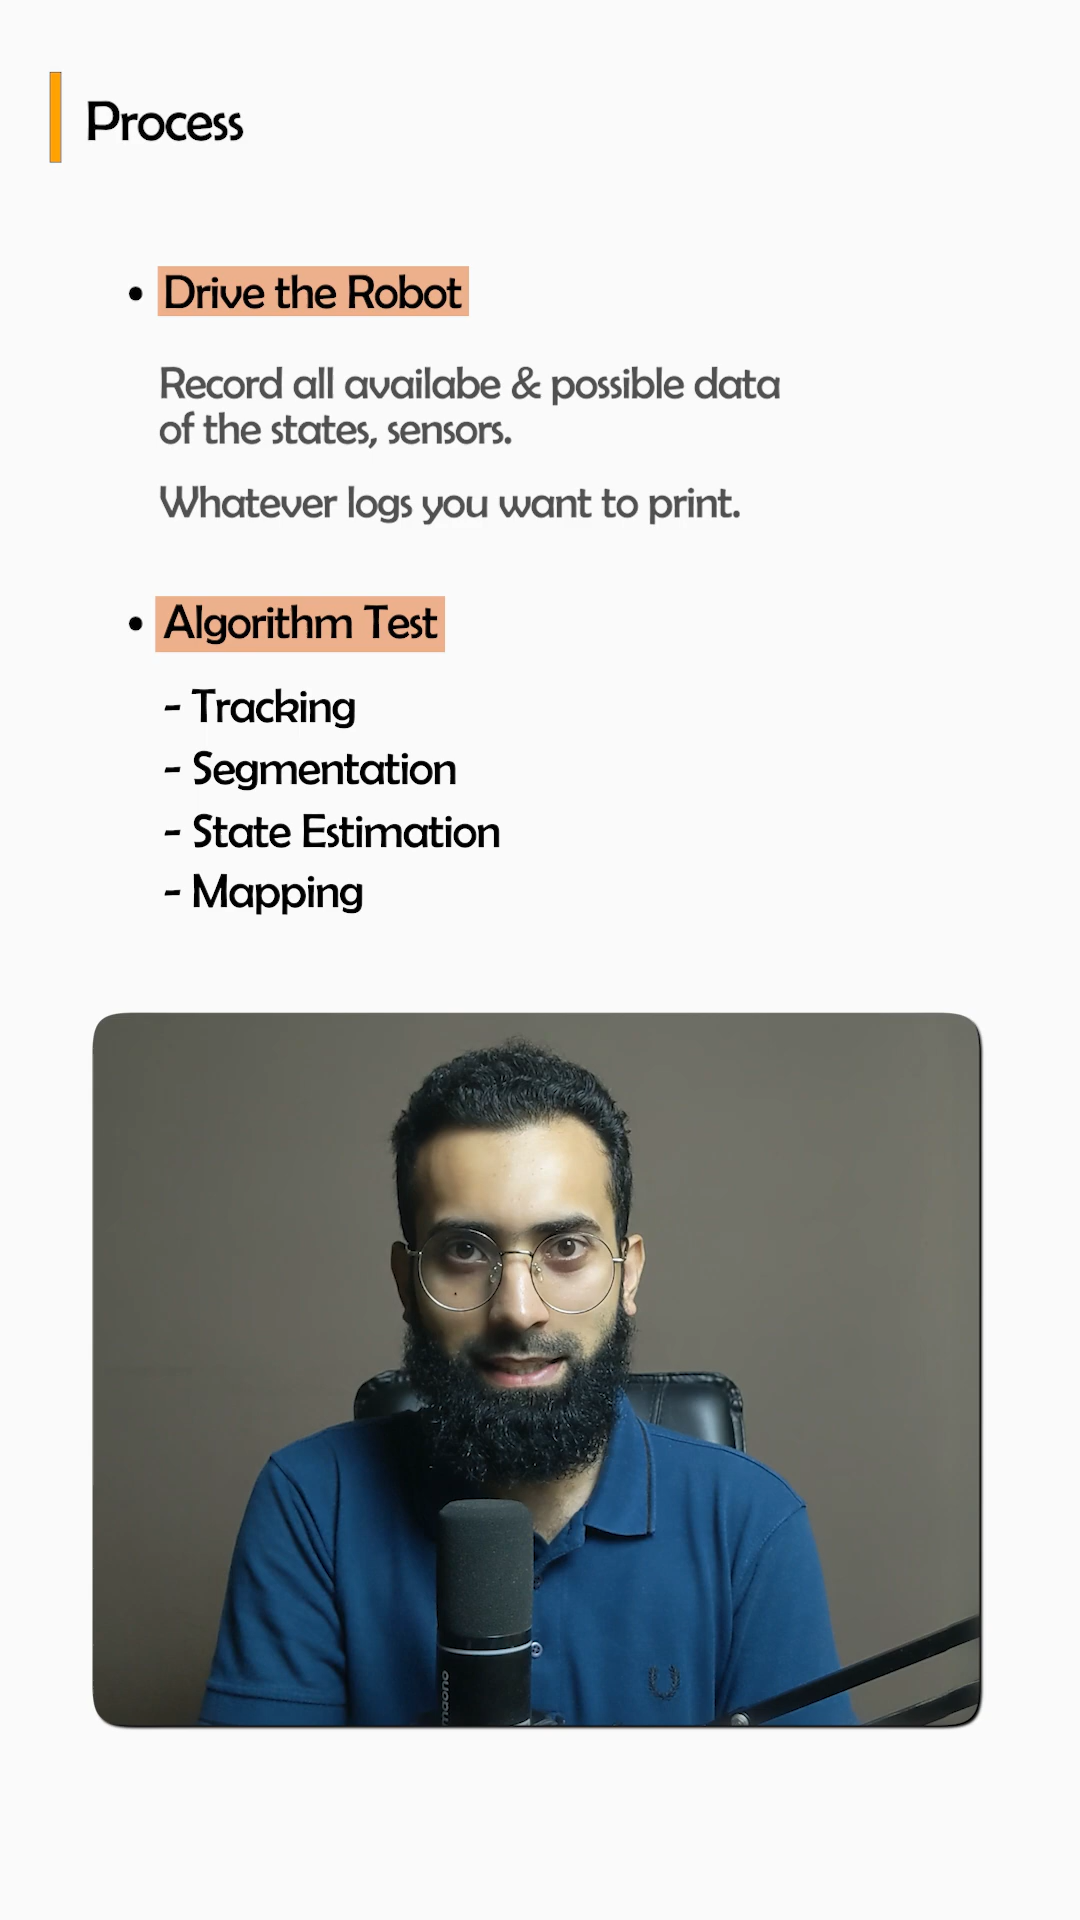 Process
• Drive the Robot
Record all availabe & possible data
of the states, sensors.
Whatever logs you want to print.
• Algorithm Test
- Tracking
- Segmentation
- State Estimation
- Mapping
maono